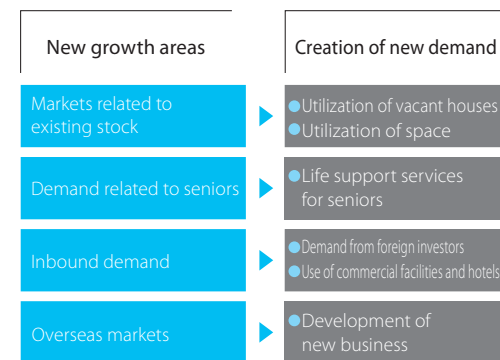 New growth areas
Creation of new demand
Markets related to
existing stock
●Utilization of vacant houses
●Utilization of space
Demand related to seniors
●Life support services
for seniors
Inbound demand
●Demand from foreign investors
●Use of commercial facilities and hotels
Overseas markets
●Development of
new business